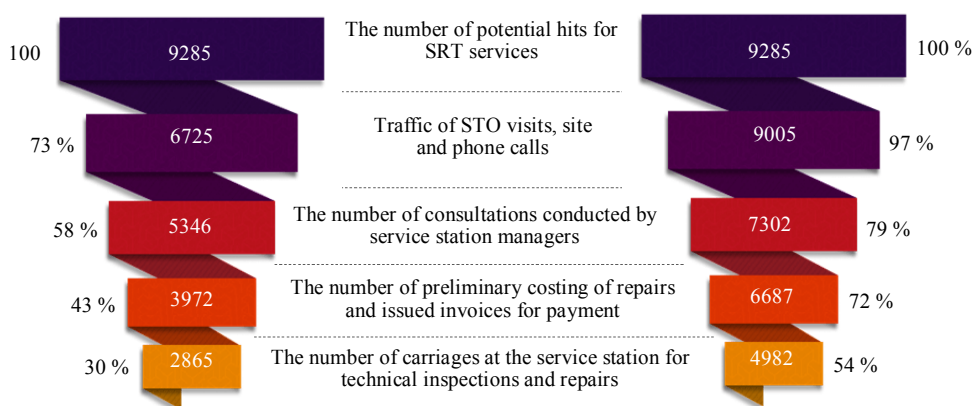 100
9285
The number of potential hits for
SRT services
9285
100 %
73 %
6725
Traffic of STO visits, site
and phone calls
9005
97 %
58 %
5346
The number of consultations conducted by
service station managers
7302
79 %
43 %
3972
The number of preliminary costing of repairs
and issued invoices for payment
6687
72 %
30 %
2865
The number of carriages at the service station for
technical inspections and repairs
4982
54 %